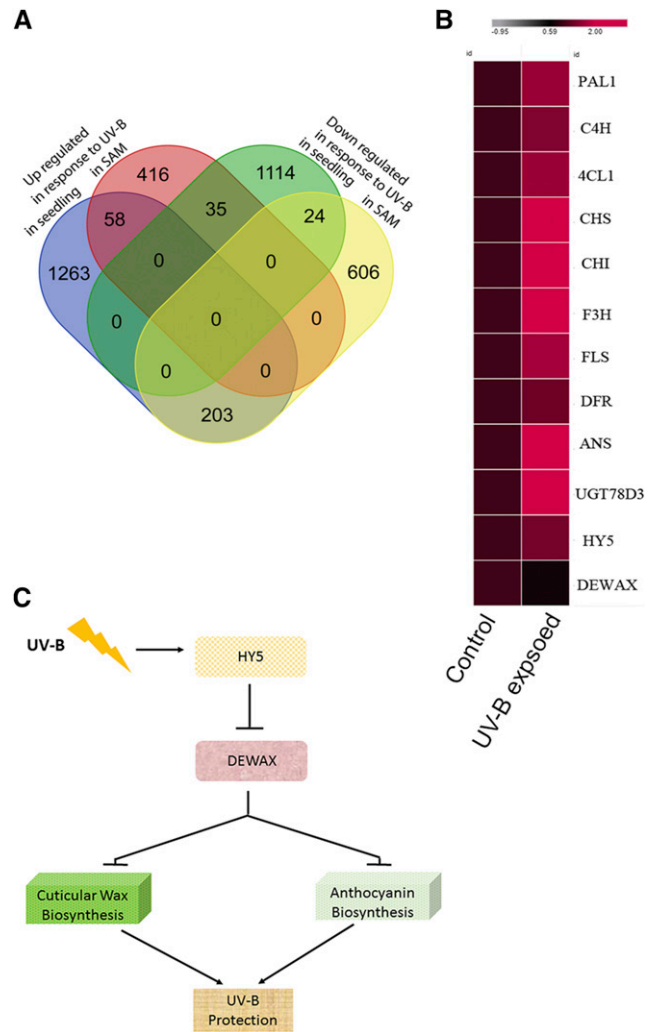 A
Up regulated
in response to UV-B
in seedling
in SAM
Down regulated
in response to UV-B
in seedling
in SAM
416
1114
58
35
24
1263
0
0
606
0
0
0
0
0
203
B
-0.95
0.59
2.00
id
id
PAL1
C4H
4CL1
CHS
CHI
F3H
FLS
DFR
ANS
UGT78D3
HY5
DEWAX
Control
UV-B expsoed
C
UV-B
HY5
DEWAX
Cuticular Wax
Biosynthesis
Anthocyanin
Biosynthesis
UV-B
Protection